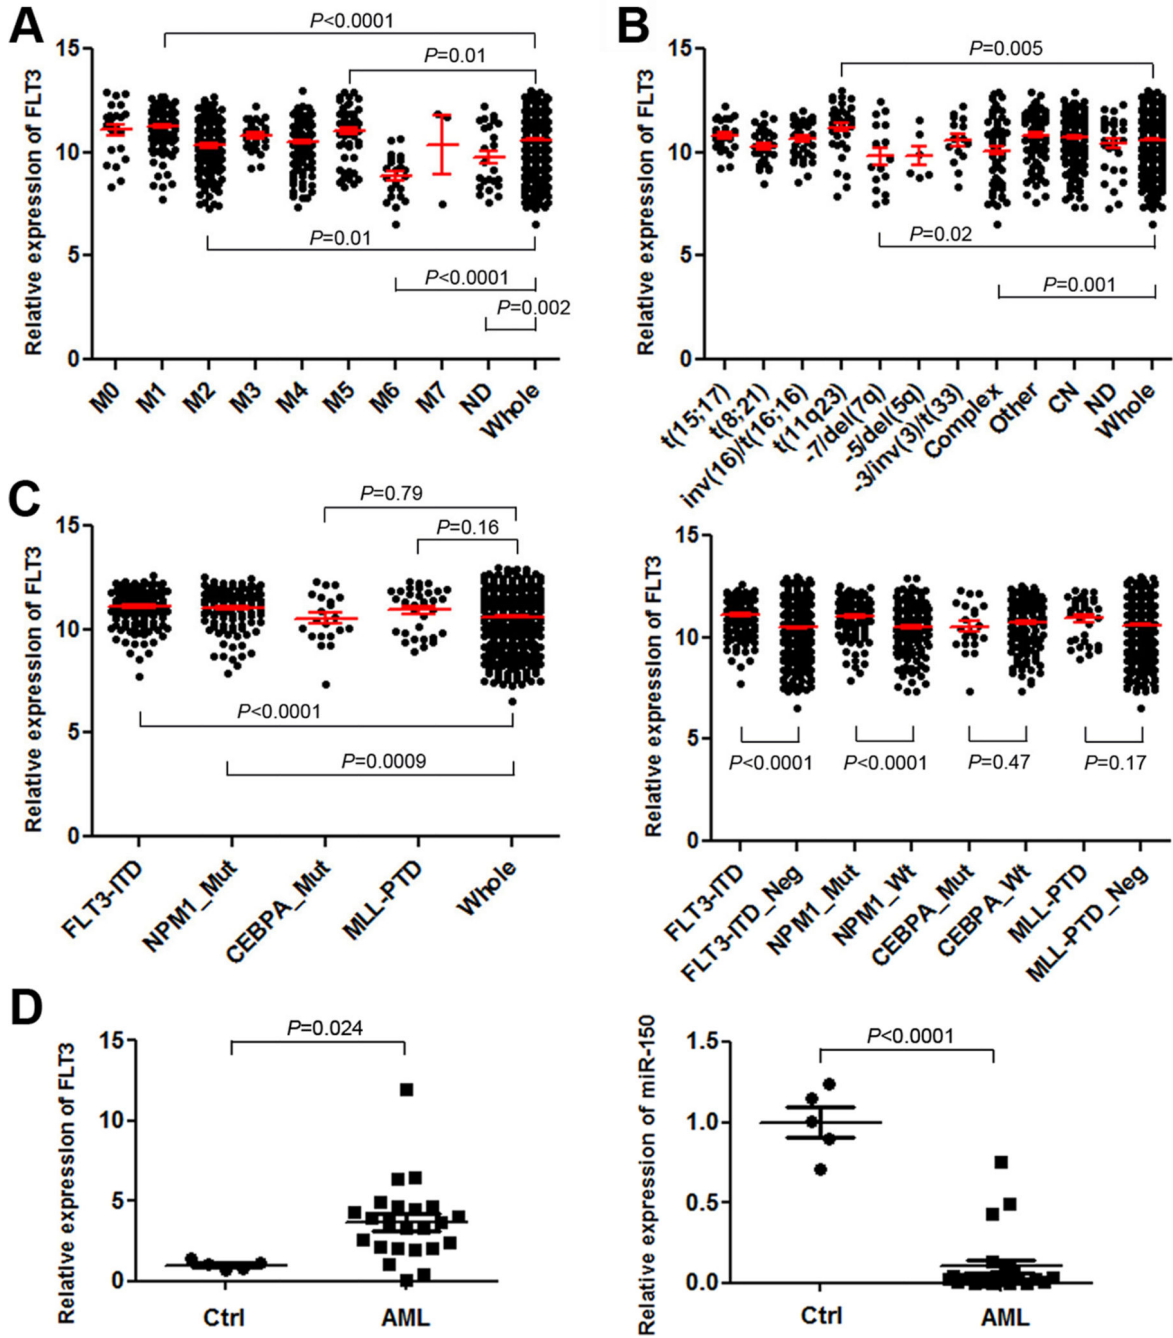 A
Relative expression of FLT3
15
10
5
0
P<0.0001
P=0.01
P=0.01
P<0.0001
P=0.002
M0
M1
M2
M3
M4
M5
M6
M7
ND
Whole
B
Relative expression of FLT3
15
10
5
0
P=0.005
P=0.02
P=0.001
t(15;17)
t(8;21)
inv(16)/t(16;16)
t(11q23)
-7/del(7q)
-5/del(5q)
-3/inv(3)/t(33)
Complex
Other
CN
ND
Whole
C
Relative expression of FLT3
15
10
5
0
P=0.79
P=0.16
P<0.0001
P=0.0009
FLT3-ITD
NPM1_Mut
CEBPA_Mut
MLL-PTD
Whole
Relative expression of FLT3
15
10
5
0
P<0.0001
P<0.0001
P=0.47
P=0.17
FLT3-ITD
FLT3-ITD_Neg
NPM1_Mut
NPM1_Wt
CEBPA_Mut
CEBPA_Wt
MLL-PTD
MLL-PTD_Neg
D
Relative expression of FLT3
15
10
5
0
P=0.024
Ctrl
AML
Relative expression of miR-150
1.5
1.0
0.5
0.0
P<0.0001
Ctrl
AML